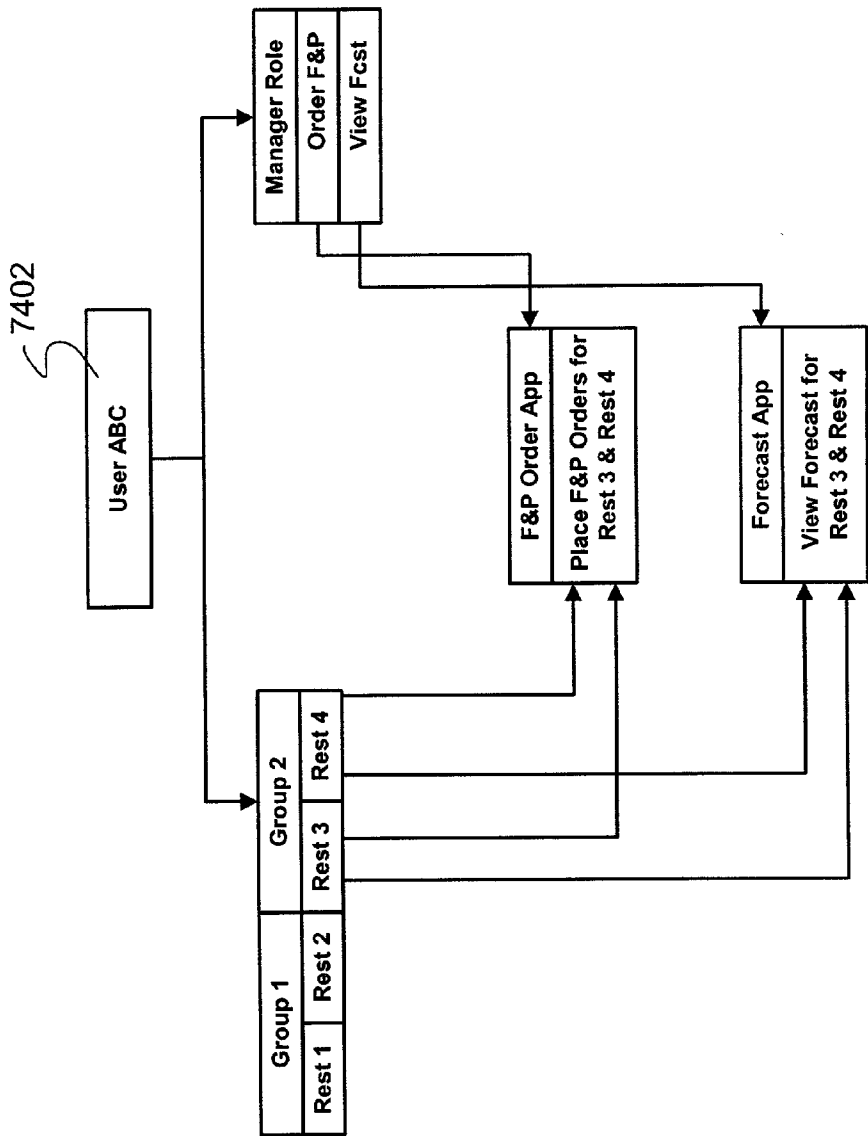 7402
User ABC
Group 1
Group 2
Rest 1
Rest 2
Rest 3
Rest 4
Manager Role
Order F&P
View Fcst
F&P Order App
Place F&P Orders for
Rest 3 & Rest 4
Forecast App
View Forecast for
Rest 3 & Rest 4